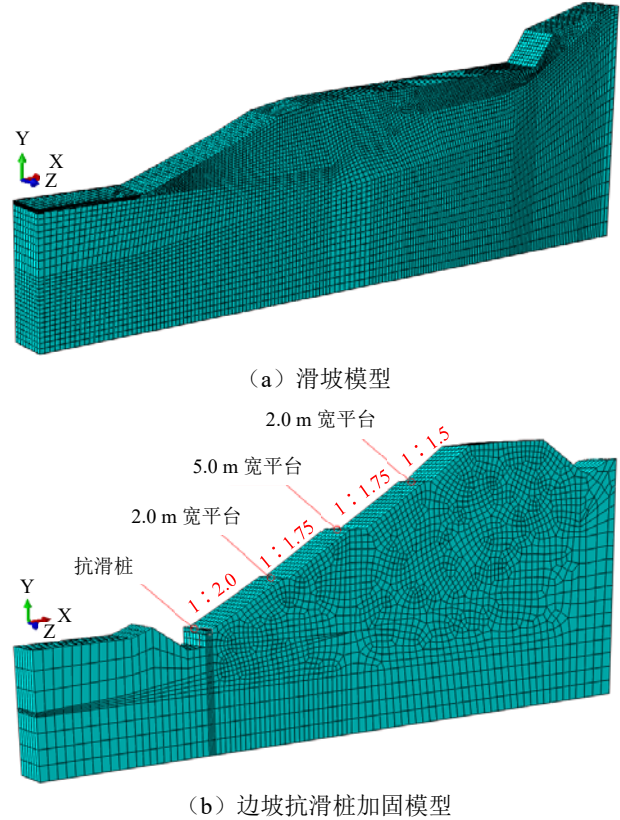 Y
X
Z
（a）滑坡模型
2.0 m 宽平台
1∶1.5
5.0 m 宽平台
1∶1.75
2.0 m 宽平台
1∶1.75
抗滑桩
1∶2.0
Y
X
Z
（b）边坡抗滑桩加固模型